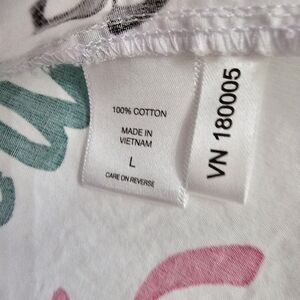 100% COTTON
MADE IN
VIETNAM
L
CARE ON REVERSE
VN 180005